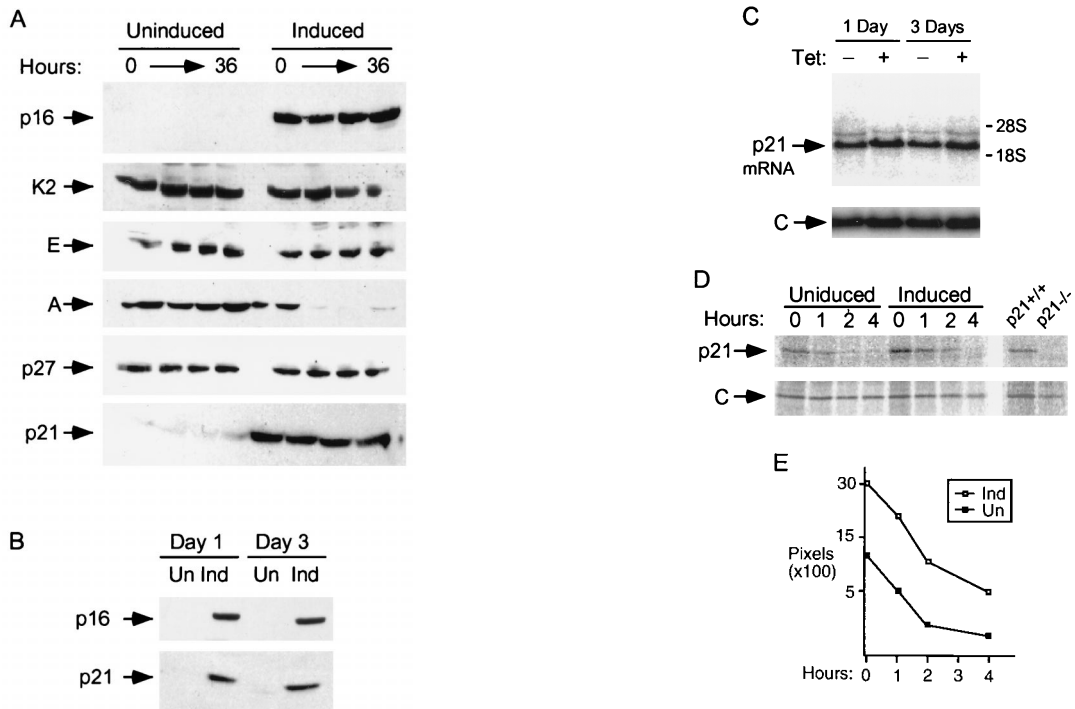 A
Uninduced Induced
Hours: 0 36 0 36
p16
K2
E
A
p27
p21
B
Day 1 Day 3
Un Ind Un Ind
p16
p21
C
1 Day 3 Days
Tet: – + – +
p21
mRNA
-28S
-18S
C
D
Uniduced Induced p21+/+ p21-/-
Hours: 0 1 2 4 0 1 2 4
p21
C
E
30
15
5
Pixels
(x100)
Ind
Un
Hours: 0 1 2 3 4